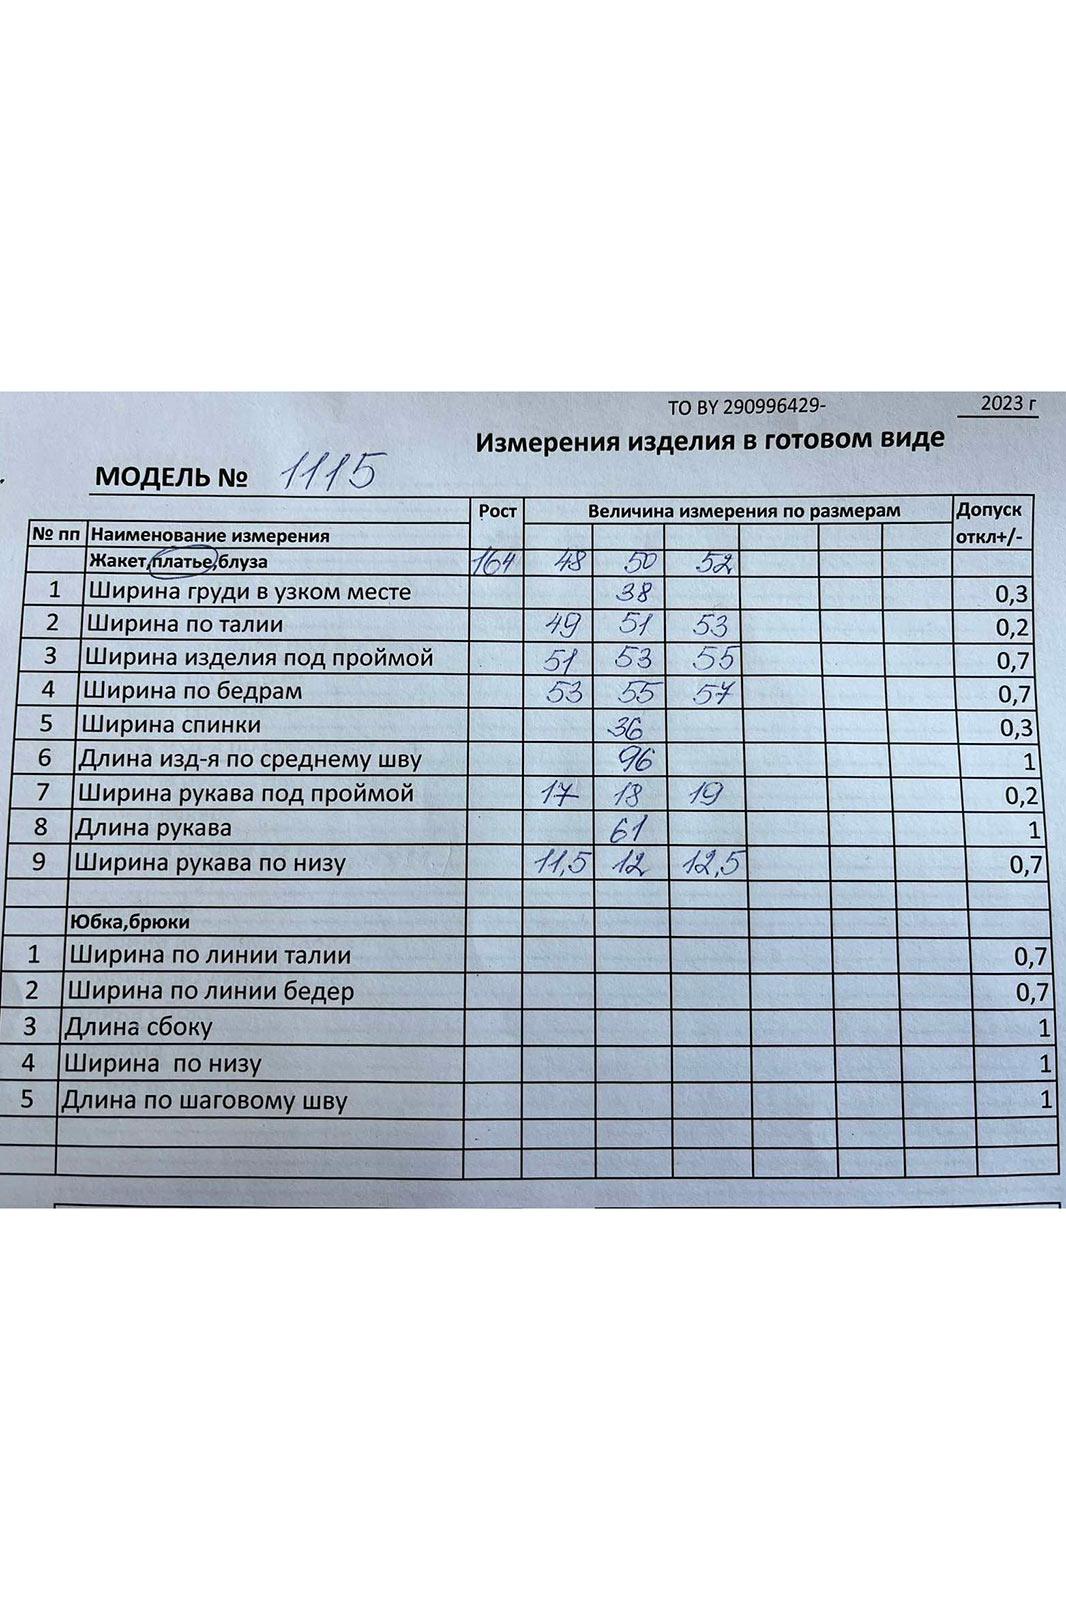 ТО BY 290996429-
2023 г
Измерения изделия в готовом виде
МОДЕЛЬ № 1115
№ пп Наименование измерения Рост Величина измерения по размерам Допуск откл+/-
Жакет,платье,блуза 164 48 50 52
1 Ширина груди в узком месте 38 0,3
2 Ширина по талии 49 51 53 0,2
3 Ширина изделия под проймой 51 53 55 0,7
4 Ширина по бедрам 53 55 57 0,7
5 Ширина спинки 36 0,3
6 Длина изд-я по среднему шву 96 1
7 Ширина рукава под проймой 17 18 19 0,2
8 Длина рукава 61 1
9 Ширина рукава по низу 11,5 12 12,5 0,7
Юбка,брюки
1 Ширина по линии талии 0,7
2 Ширина по линии бедер 0,7
3 Длина сбоку 1
4 Ширина по низу 1
5 Длина по шаговому шву 1